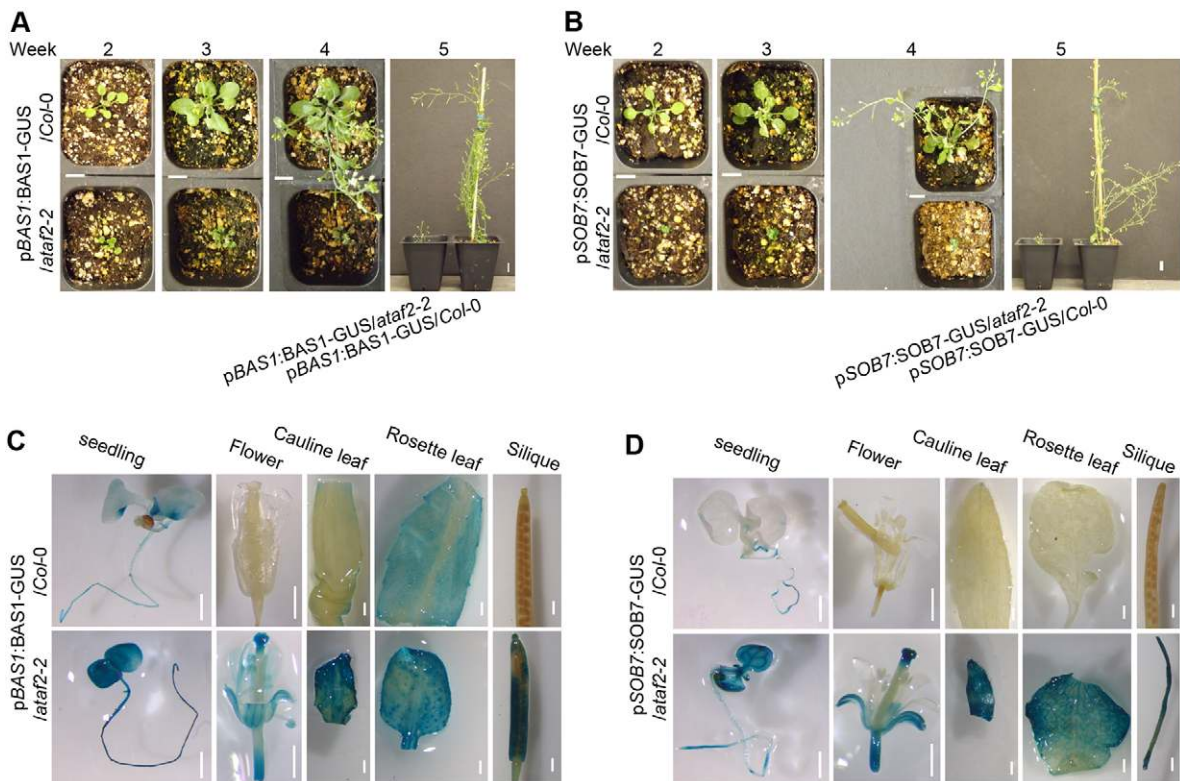 A
Week 2 3 4 5
pBAS1:BAS1-GUS
/Col-0
/ataf2-2
pBAS1:BAS1-GUS/ataf2-2
pBAS1:BAS1-GUS/Col-0
B
Week 2 3 4 5
pSOB7:SOB7-GUS
/Col-0
/ataf2-2
pSOB7:SOB7-GUS/ataf2-2
pSOB7:SOB7-GUS/Col-0
C
seedling Flower Cauline leaf Rosette leaf Silique
pBAS1:BAS1-GUS
/Col-0
/ataf2-2
D
seedling Flower Cauline leaf Rosette leaf Silique
pSOB7:SOB7-GUS
/Col-0
/ataf2-2